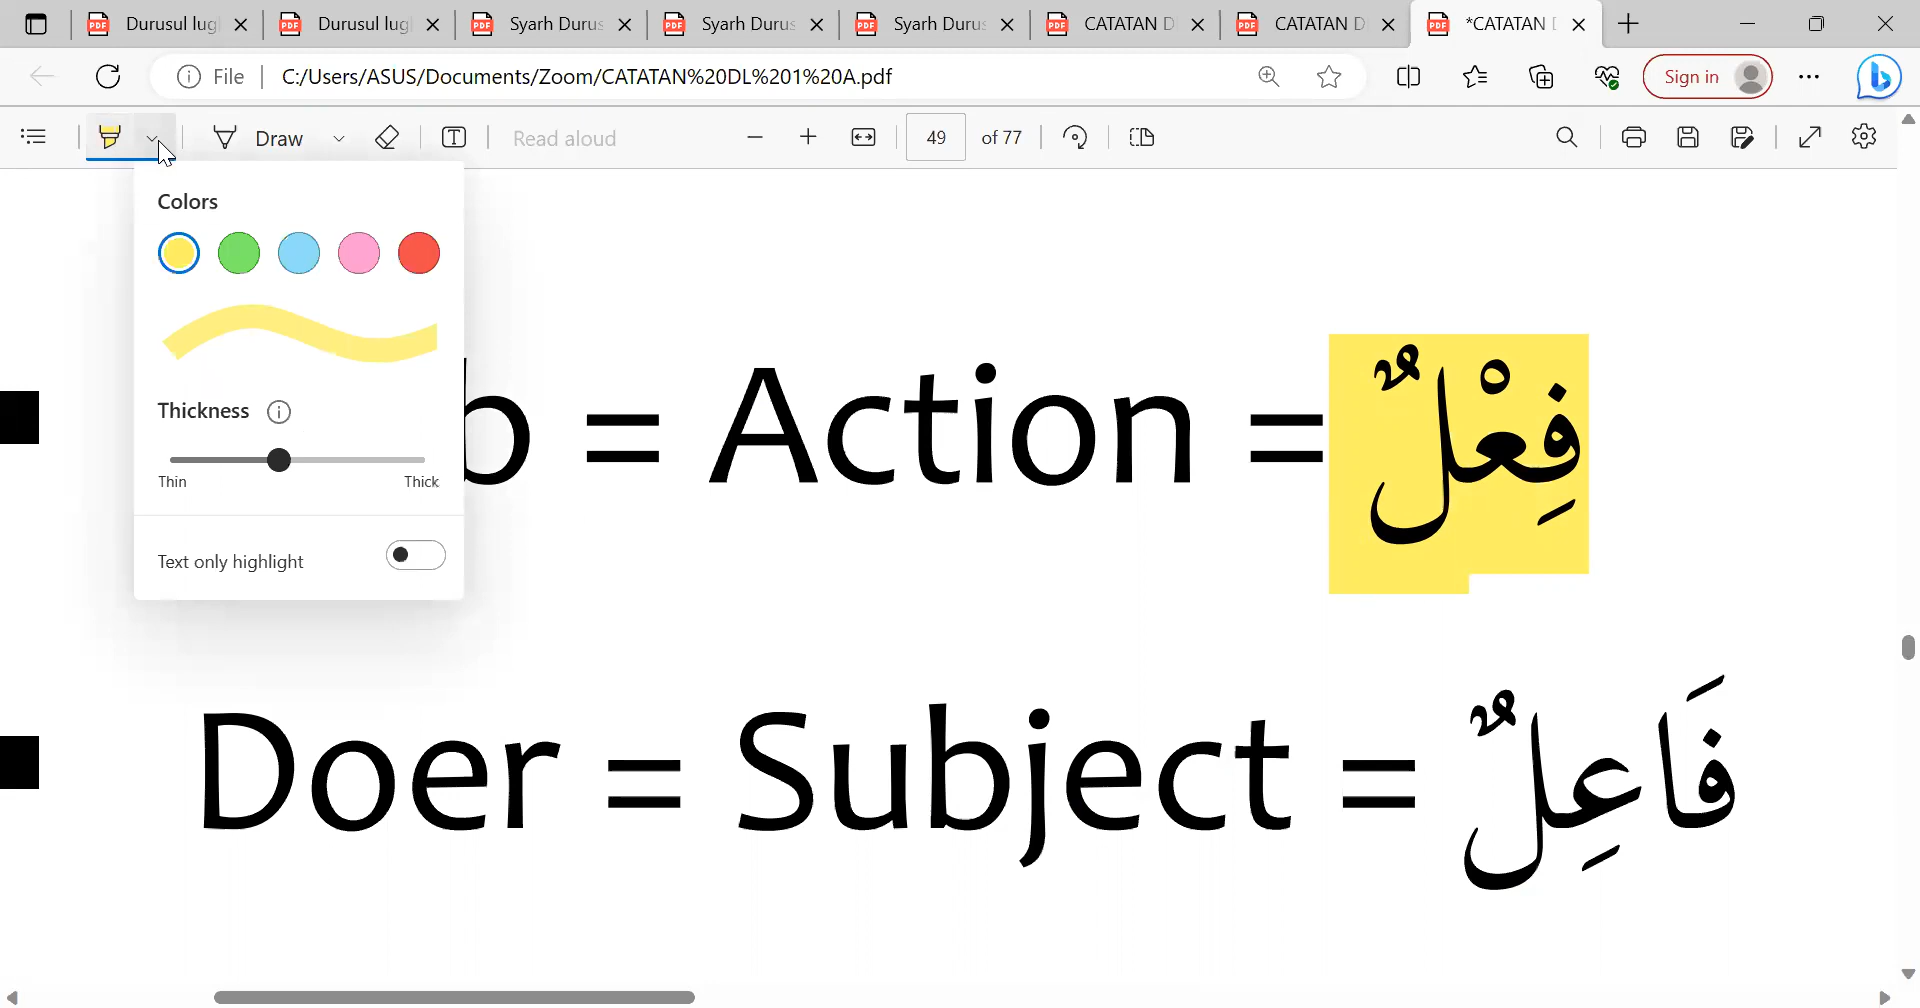 Durusul lug
Durusul lug
Syarh Durus
Syarh Durus
Syarh Durus
CATATAN D
CATATAN D
*CATATAN D
File
C:/Users/ASUS/Documents/Zoom/CATATAN%20DL%201%20A.pdf
Sign in
Draw
Read aloud
49 of 77
Colors
Thickness
Thin Thick
Text only highlight
b = Action = فِعْلٌ
Doer = Subject = فَاعِلٌ